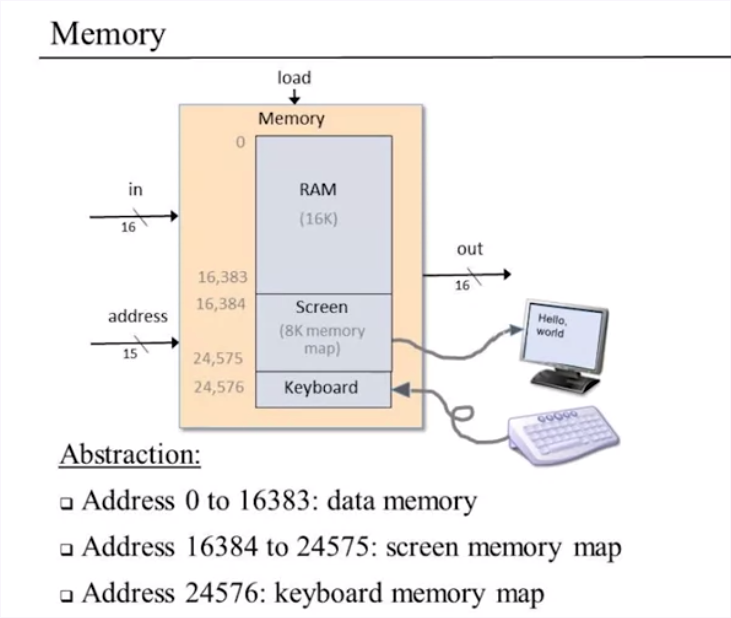 Memory
load
Memory
0
in
RAM
16
(16K)
out
16,383
16
16,384
Screen
address
(8K memory
map)
Hello,
world
15
24,575
24,576
Keyboard
Abstraction:
Address 0 to 16383: data memory
Address 16384 to 24575: screen memory map
Address 24576: keyboard memory map